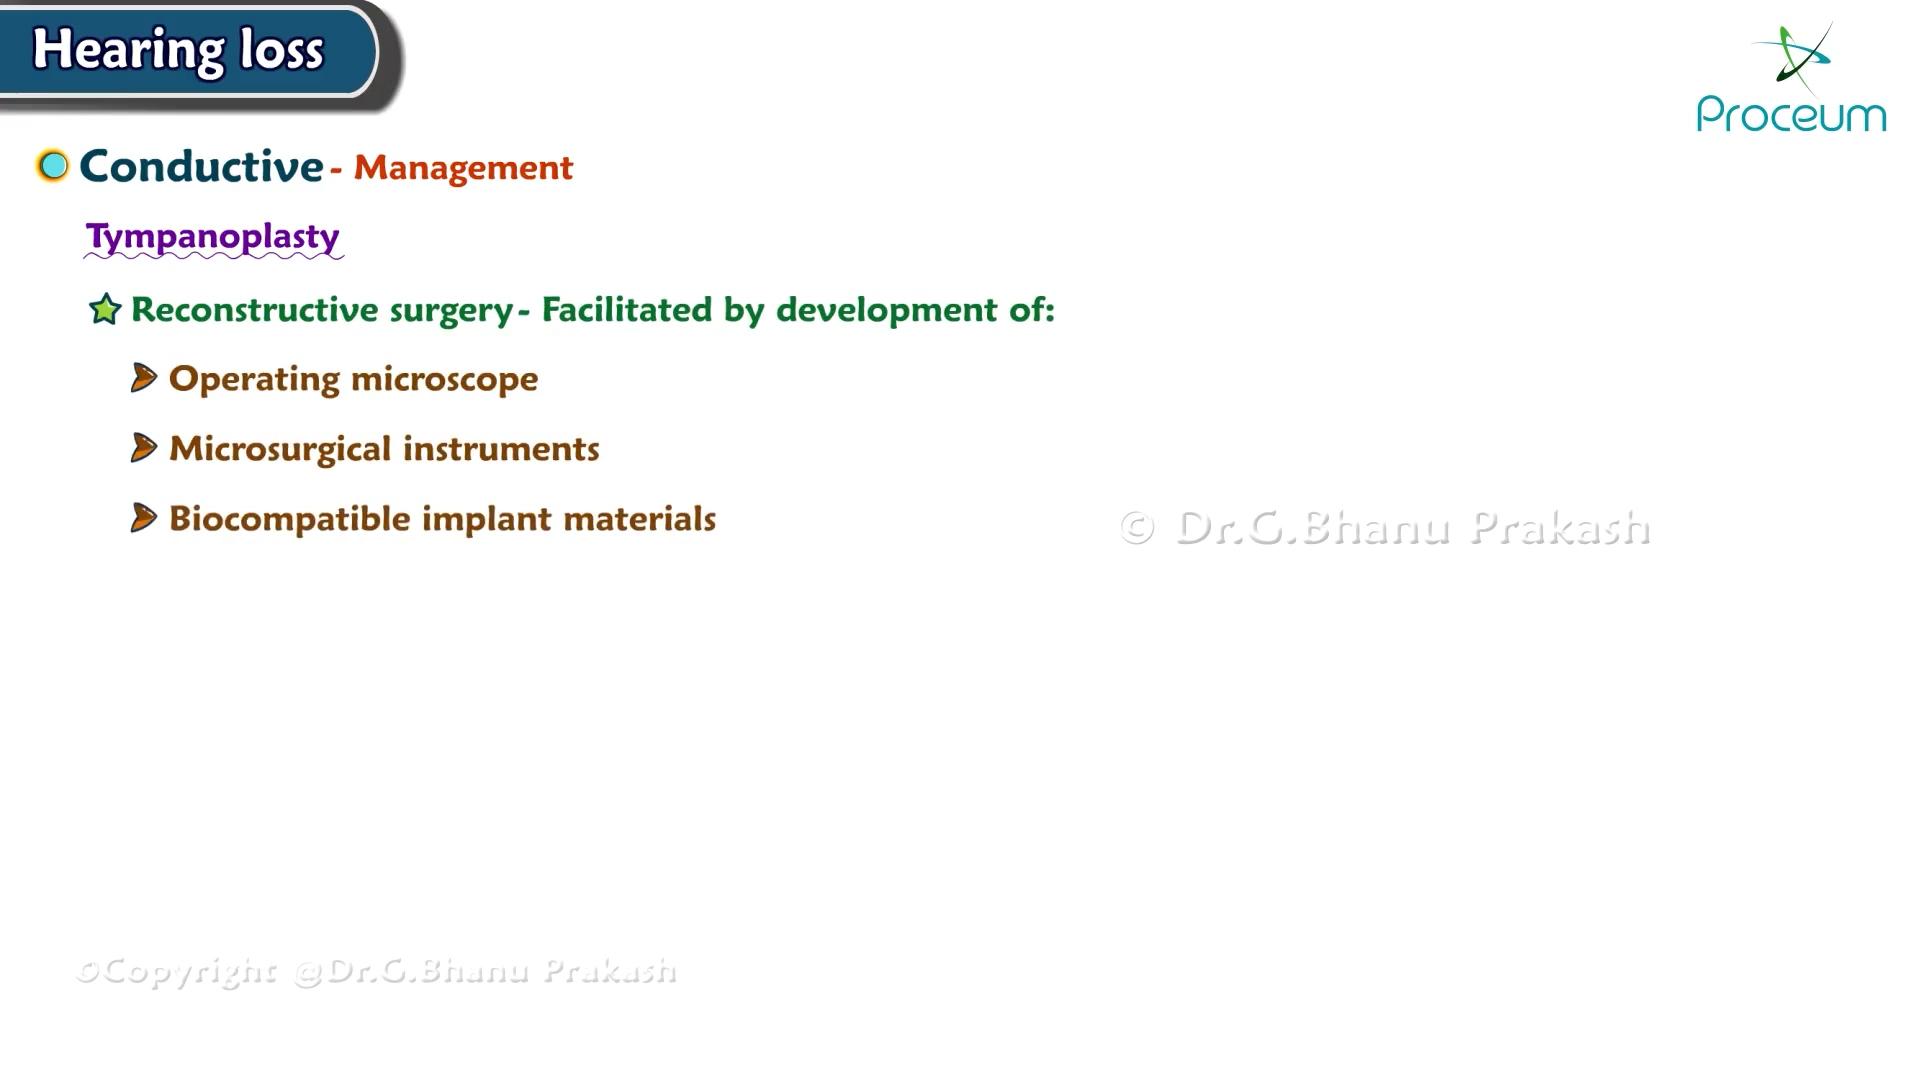 Hearing loss
Proceum
Conductive - Management
Tympanoplasty
Reconstructive surgery - Facilitated by development of:
Operating microscope
Microsurgical instruments
Biocompatible implant materials
© Dr.G.Bhanu Prakash
©Copyright @Dr.G.Bhanu Prakash